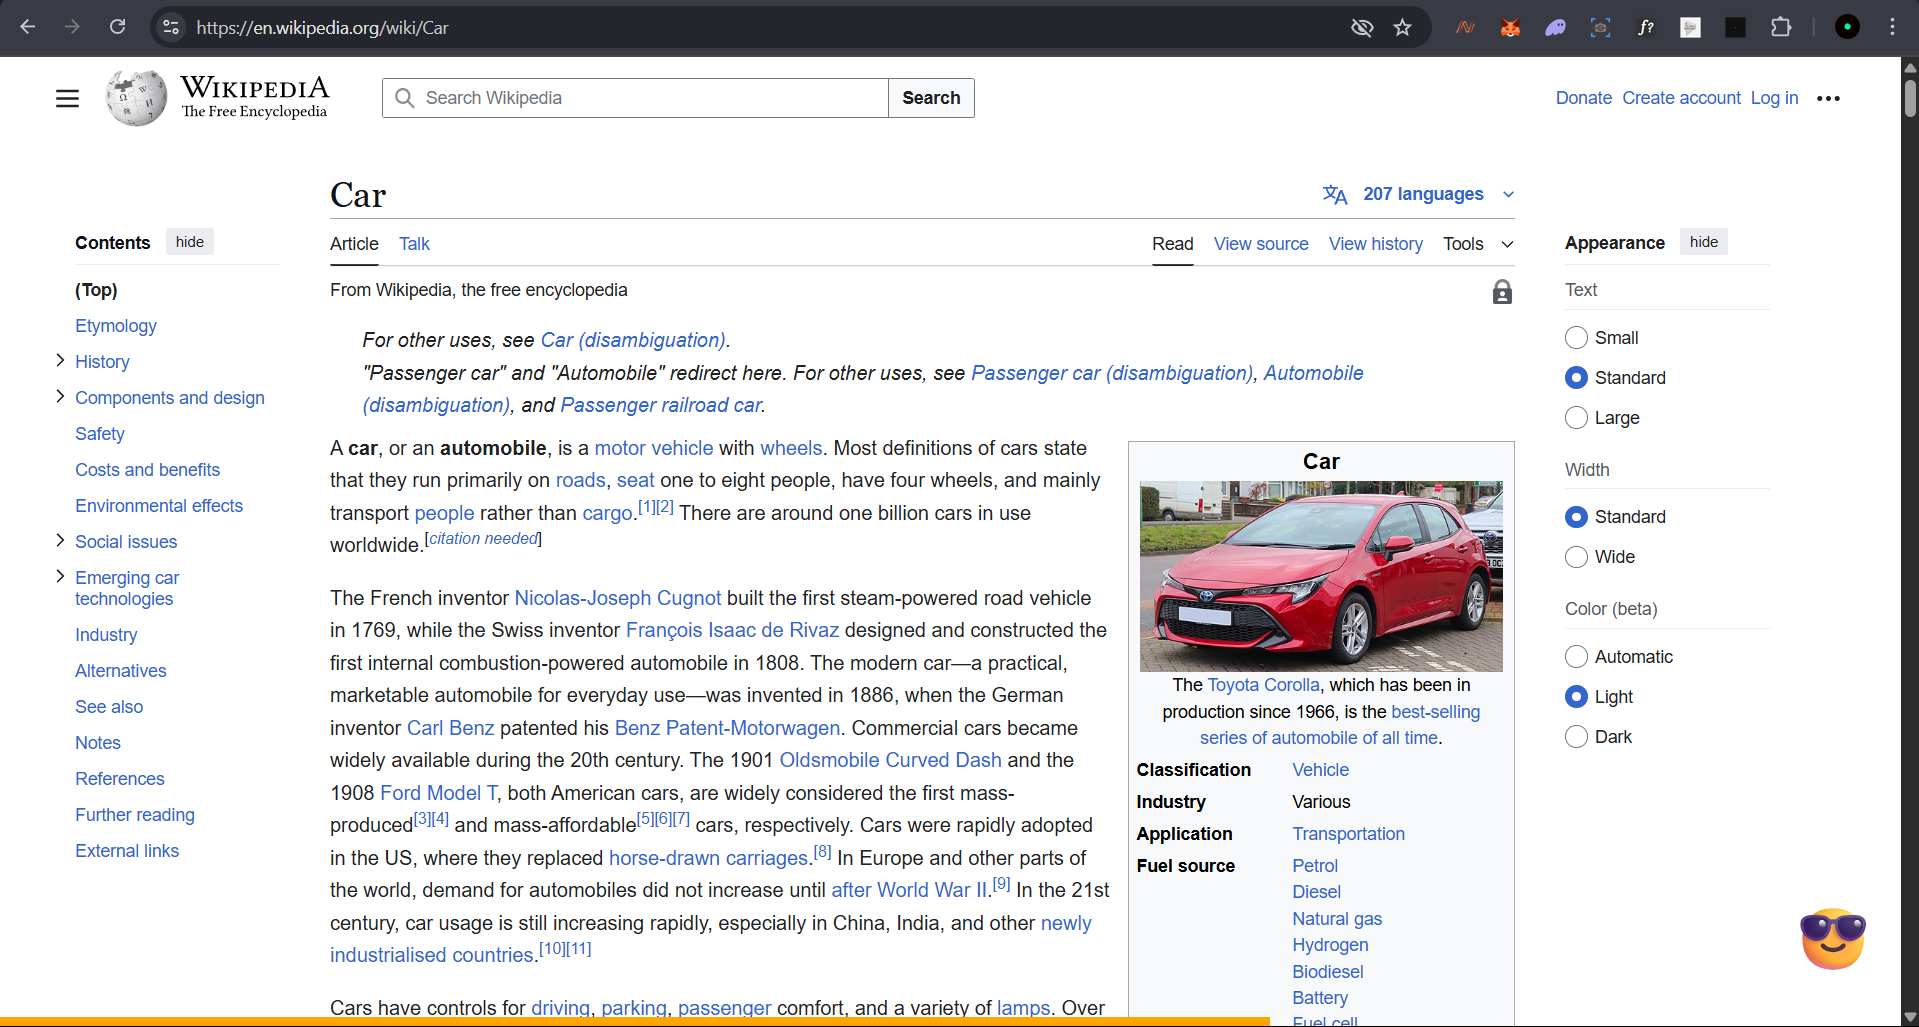 https://en.wikipedia.org/wiki/Car
f?
WIKIPEDIA
The Free Encyclopedia
Search Wikipedia
Search
Donate Create account Log in
Car
207 languages
Contents hide
Article Talk
Read View source View history Tools
Appearance hide
(Top)
Etymology
History
Components and design
Safety
Costs and benefits
Environmental effects
Social issues
Emerging car
technologies
Industry
Alternatives
See also
Notes
References
Further reading
External links
From Wikipedia, the free encyclopedia
For other uses, see Car (disambiguation).
"Passenger car" and "Automobile" redirect here. For other uses, see Passenger car (disambiguation), Automobile
(disambiguation), and Passenger railroad car.
A car, or an automobile, is a motor vehicle with wheels. Most definitions of cars state
that they run primarily on roads, seat one to eight people, have four wheels, and mainly
transport people rather than cargo.[1][2] There are around one billion cars in use
worldwide.[citation needed]
The French inventor Nicolas-Joseph Cugnot built the first steam-powered road vehicle
in 1769, while the Swiss inventor François Isaac de Rivaz designed and constructed the
first internal combustion-powered automobile in 1808. The modern car—a practical,
marketable automobile for everyday use—was invented in 1886, when the German
inventor Carl Benz patented his Benz Patent-Motorwagen. Commercial cars became
widely available during the 20th century. The 1901 Oldsmobile Curved Dash and the
1908 Ford Model T, both American cars, are widely considered the first mass-
produced[3][4] and mass-affordable[5][6][7] cars, respectively. Cars were rapidly adopted
in the US, where they replaced horse-drawn carriages.[8] In Europe and other parts of
the world, demand for automobiles did not increase until after World War II.[9] In the 21st
century, car usage is still increasing rapidly, especially in China, India, and other newly
industrialised countries.[10][11]
Cars have controls for driving, parking, passenger comfort, and a variety of lamps. Over
Car
The Toyota Corolla, which has been in
production since 1966, is the best-selling
series of automobile of all time.
Classification Vehicle
Industry Various
Application Transportation
Fuel source Petrol
Diesel
Natural gas
Hydrogen
Biodiesel
Battery
Fuel cell
Text
Small
Standard
Large
Width
Standard
Wide
Color (beta)
Automatic
Light
Dark